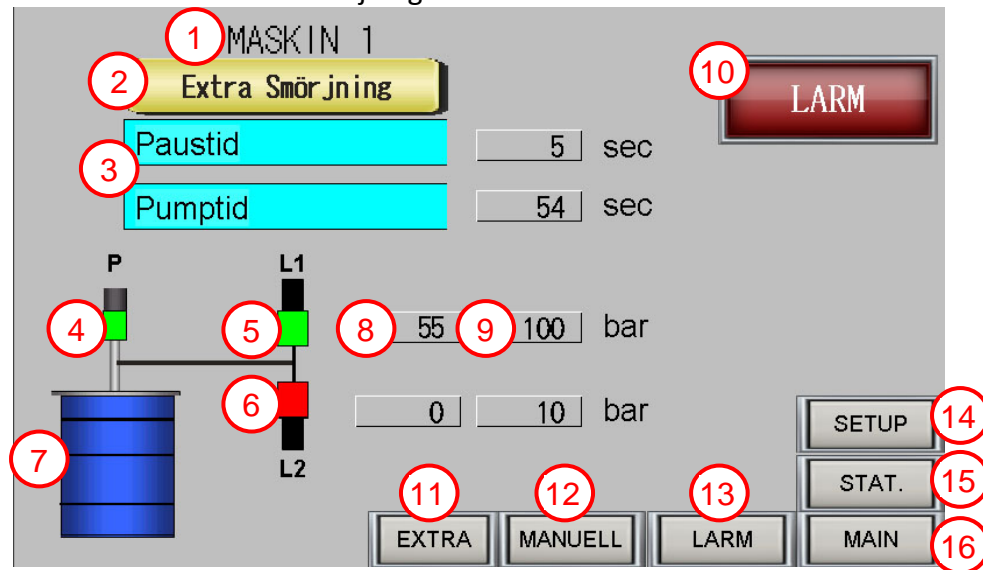 1 MASKIN 1
2 Extra Smörjning
10 LARM
Paustid 5 sec
3
Pumptid 54 sec
P L1
4 5 8 55 9 100 bar
6 0 10 bar
7 L2
SETUP 14
STAT. 15
11 12 13
EXTRA MANUELL LARM MAIN 16